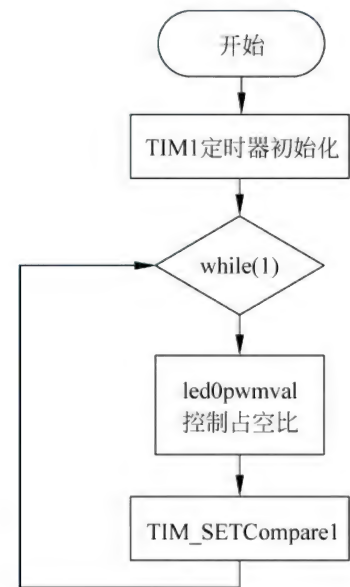 开始
TIM1定时器初始化
while(1)
led0pwmval
控制占空比
TIM_SETCompare1